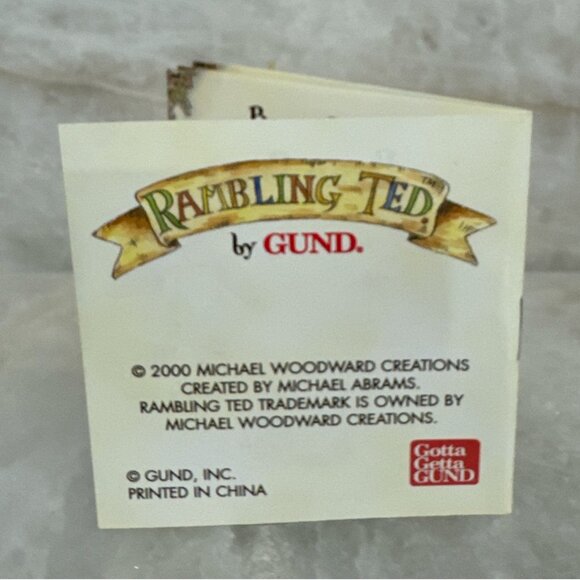 RAMBLING TED™
by GUND.
© 2000 MICHAEL WOODWARD CREATIONS
CREATED BY MICHAEL ABRAMS.
RAMBLING TED TRADEMARK IS OWNED BY
MICHAEL WOODWARD CREATIONS.
Gotta
Getta
GUND
© GUND, INC.
PRINTED IN CHINA